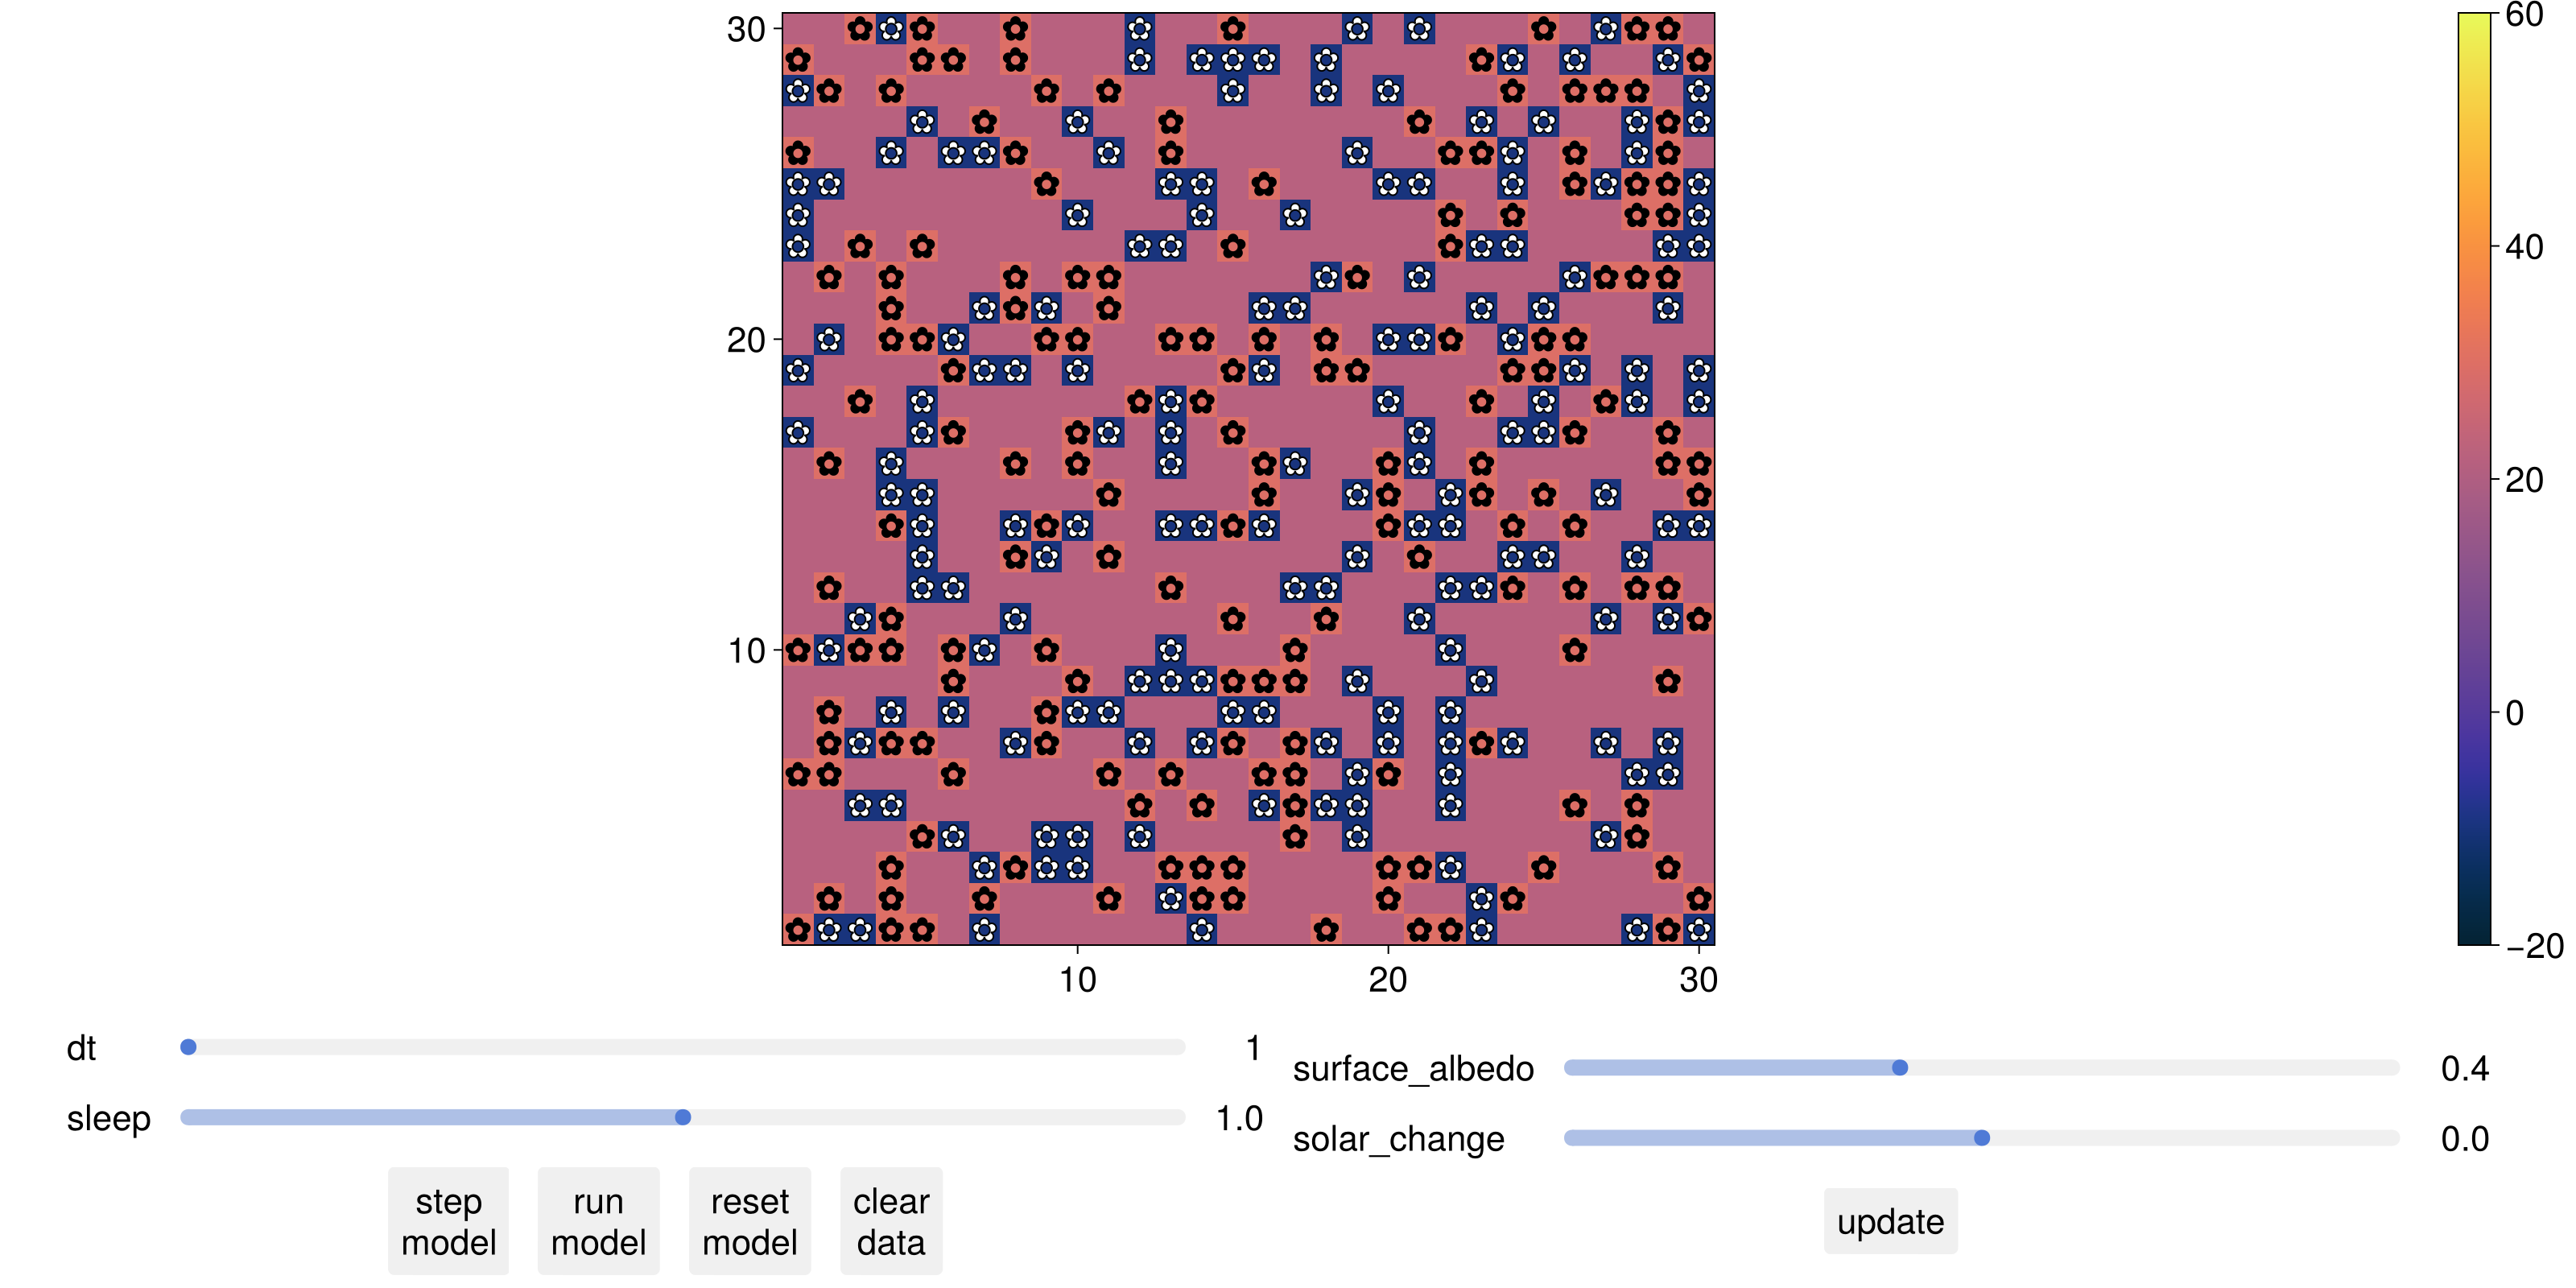 30
20
10
10
20
30
60
40
20
0
−20
dt
1
sleep
1.0
surface_albedo
0.4
solar_change
0.0
step
model
run
model
reset
model
clear
data
update